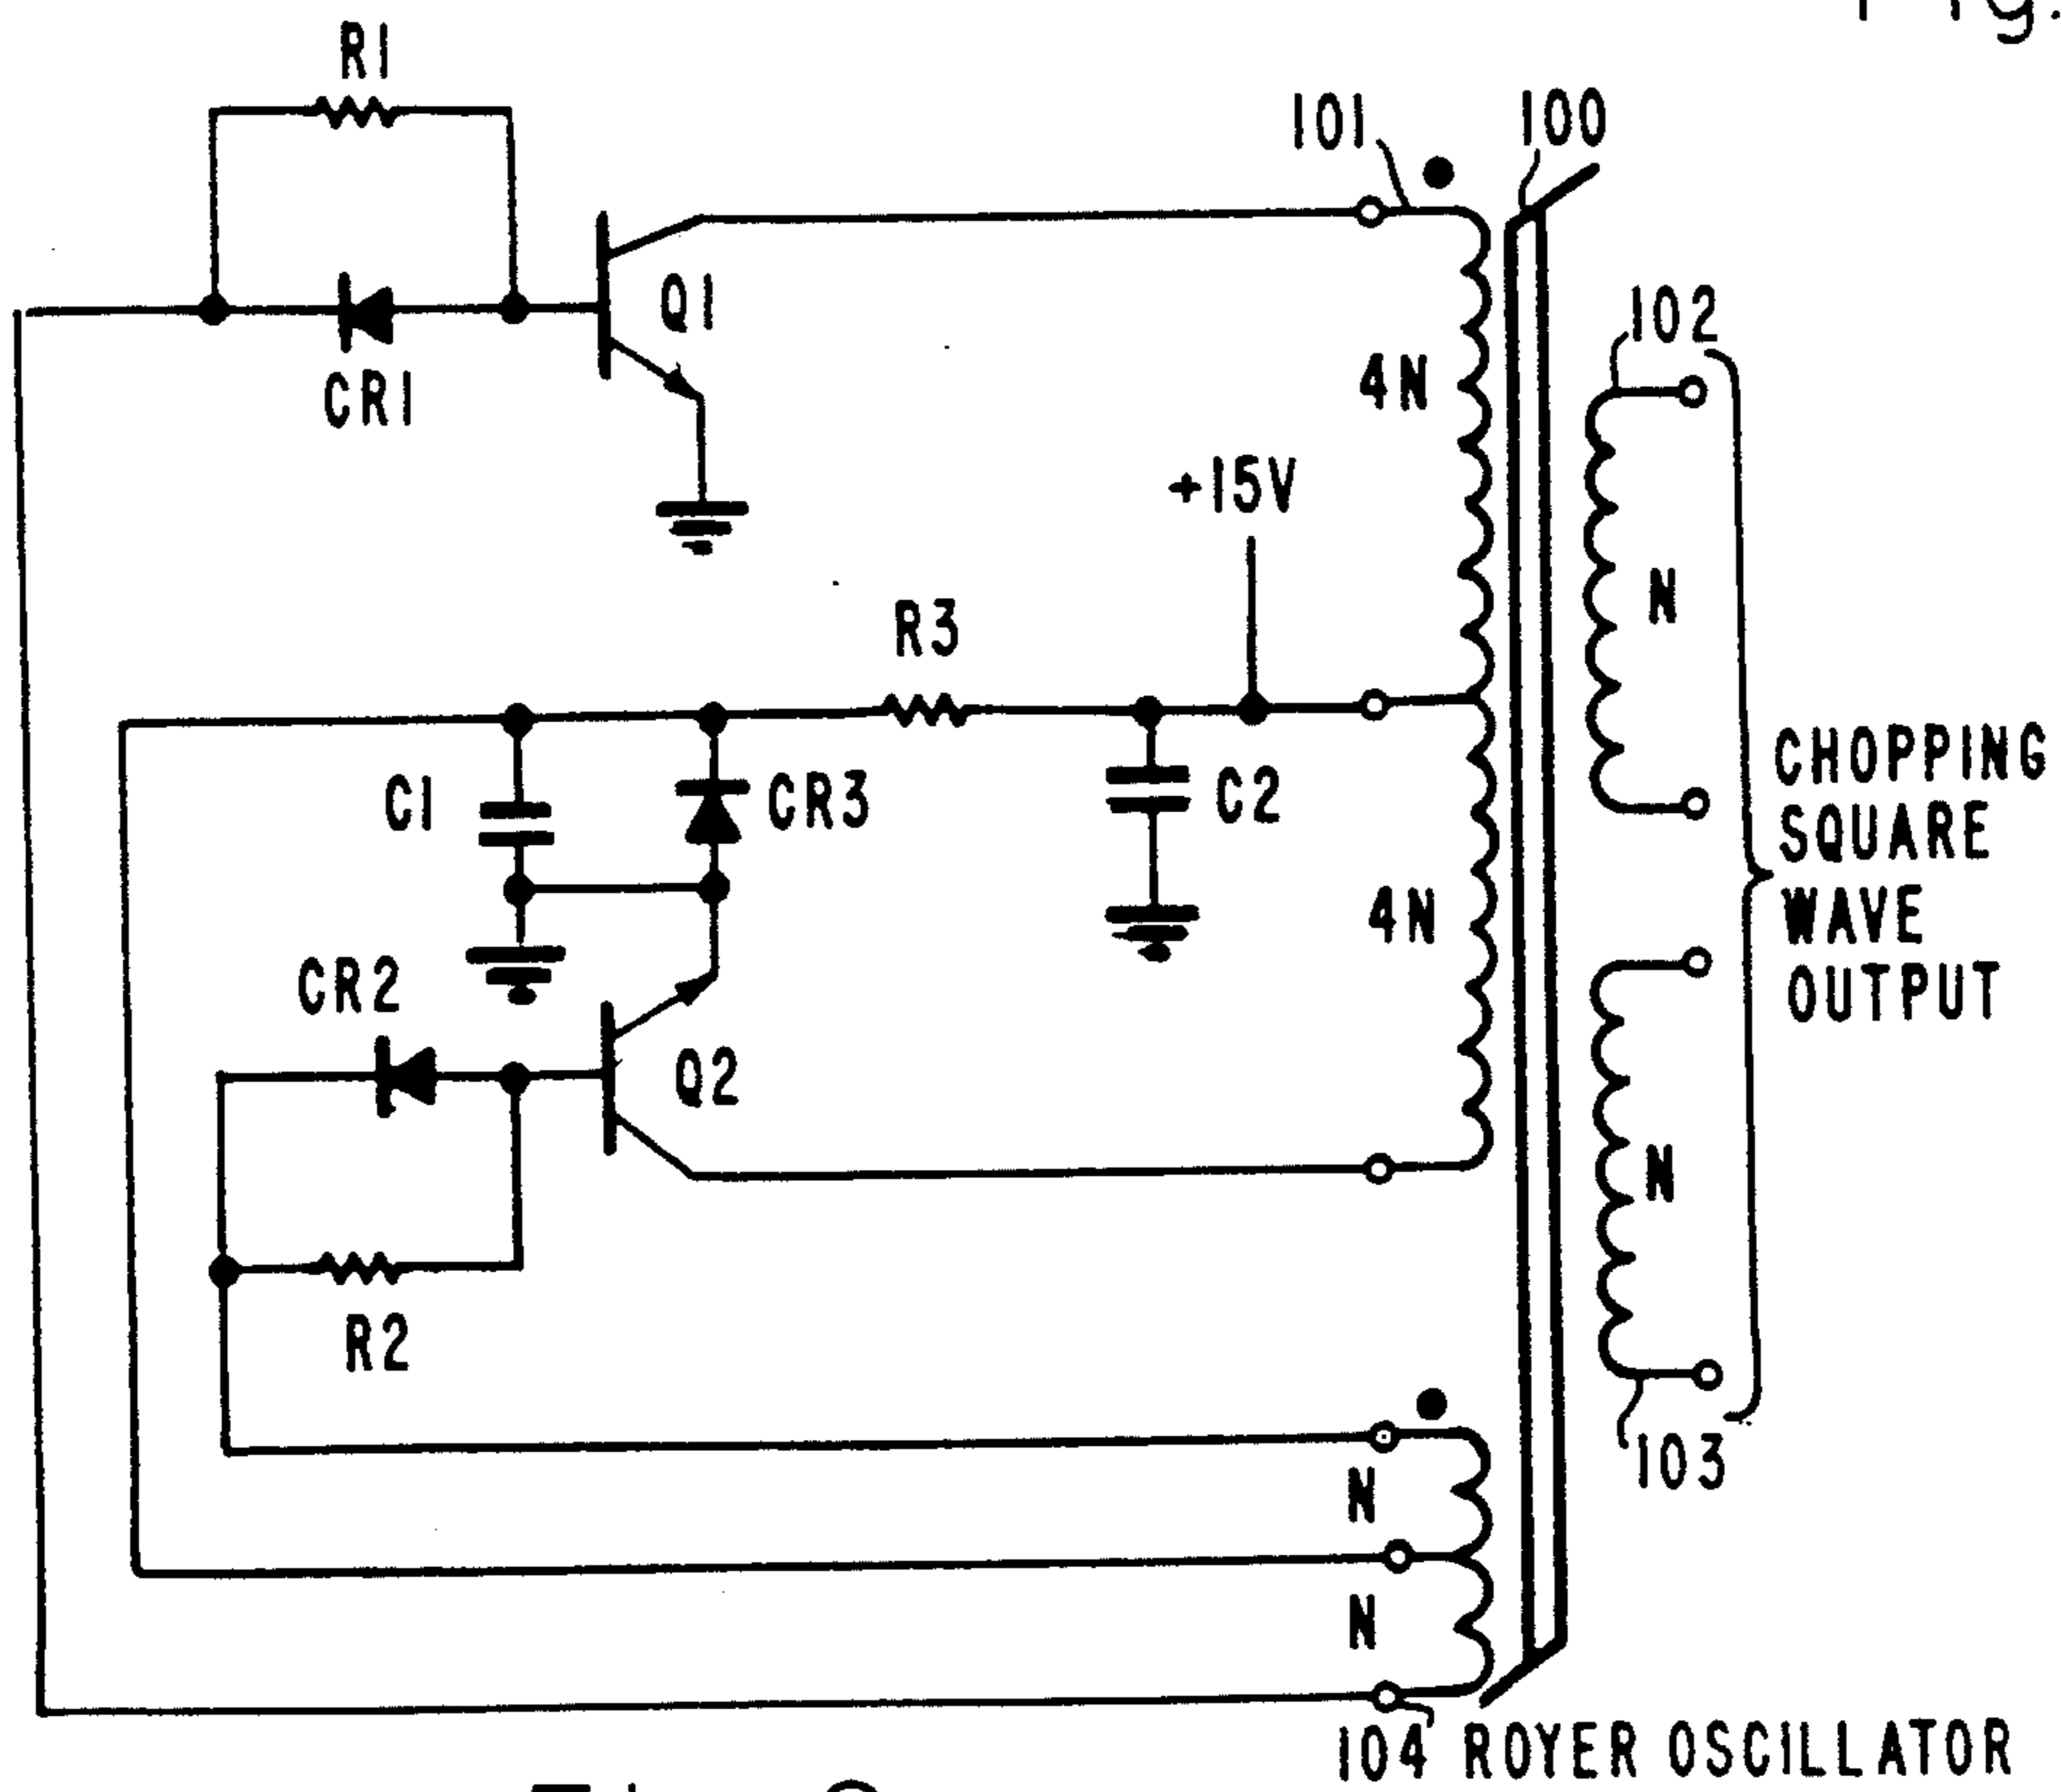 Fig.
R1
101
100
Q1
102
CR1
4N
+15V
N
R3
C1
CR3
C2
CHOPPING
SQUARE
WAVE
OUTPUT
4N
CR2
Q2
N
R2
103
N
N
104 ROYER OSCILLATOR